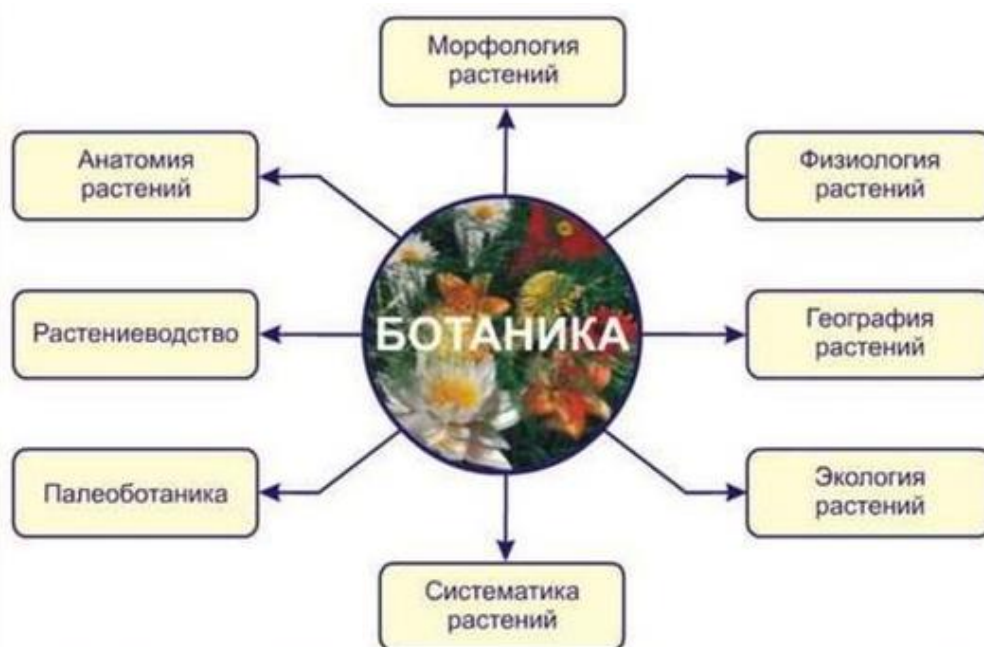 Морфология
растений
Анатомия
растений
Физиология
растений
Растениеводство
БОТАНИКА
География
растений
Палеоботаника
Экология
растений
Систематика
растений